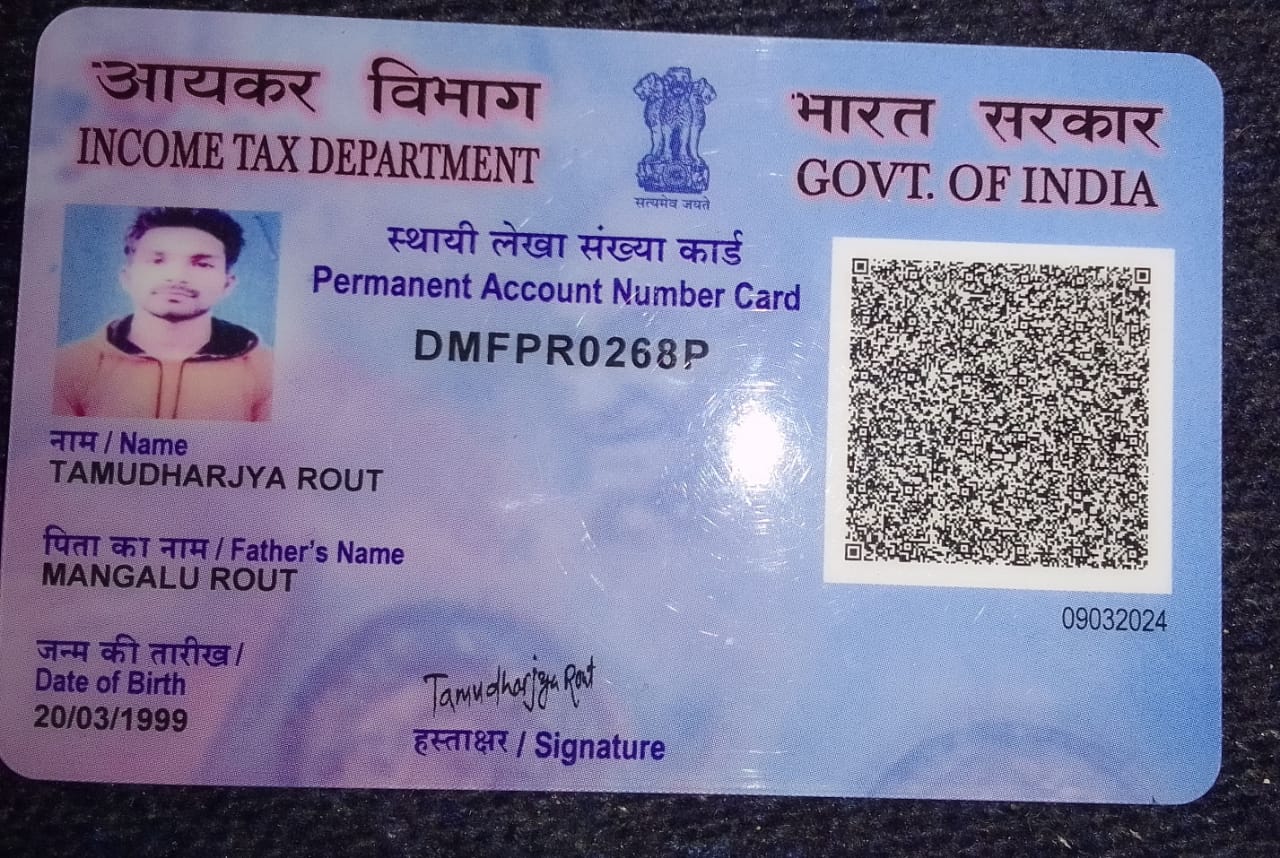 आयकर विभाग
INCOME TAX DEPARTMENT
सत्यमेव जयते
भारत सरकार
GOVT. OF INDIA
स्थायी लेखा संख्या कार्ड
Permanent Account Number Card
DMFPR0268P
नाम / Name
TAMUDHARJYA ROUT
पिता का नाम / Father's Name
MANGALU ROUT
जन्म की तारीख /
Date of Birth
20/03/1999
Tamudharjya Rout
हस्ताक्षर / Signature
09032024